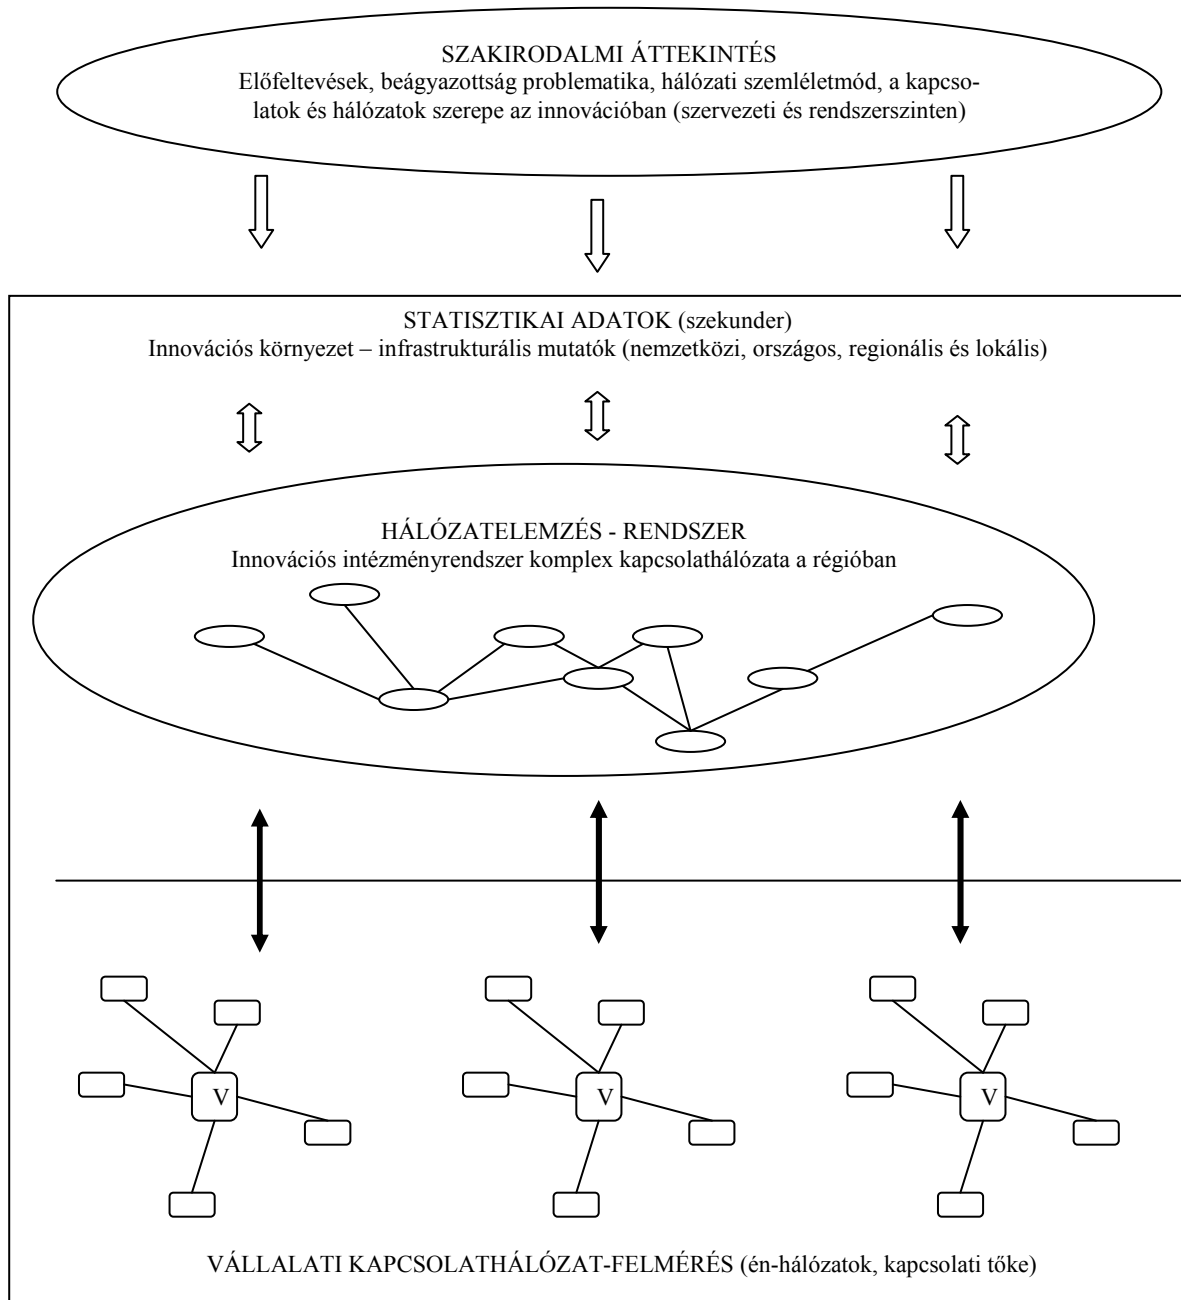 SZAKIRODALMI ÁTTEKINTÉS
Előfeltevések, beágyazottság problematika, hálózati szemléletmód, a kapcso-
latok és hálózatok szerepe az innovációban (szervezeti és rendszerszinten)
STATISZTIKAI ADATOK (szekunder)
Innovációs környezet – infrastrukturális mutatók (nemzetközi, országos, regionális és lokális)
HÁLÓZATELEMZÉS - RENDSZER
Innovációs intézményrendszer komplex kapcsolathálózata a régióban
V
V
V
VÁLLALATI KAPCSOLATHÁLÓZAT-FELMÉRÉS (én-hálózatok, kapcsolati tőke)